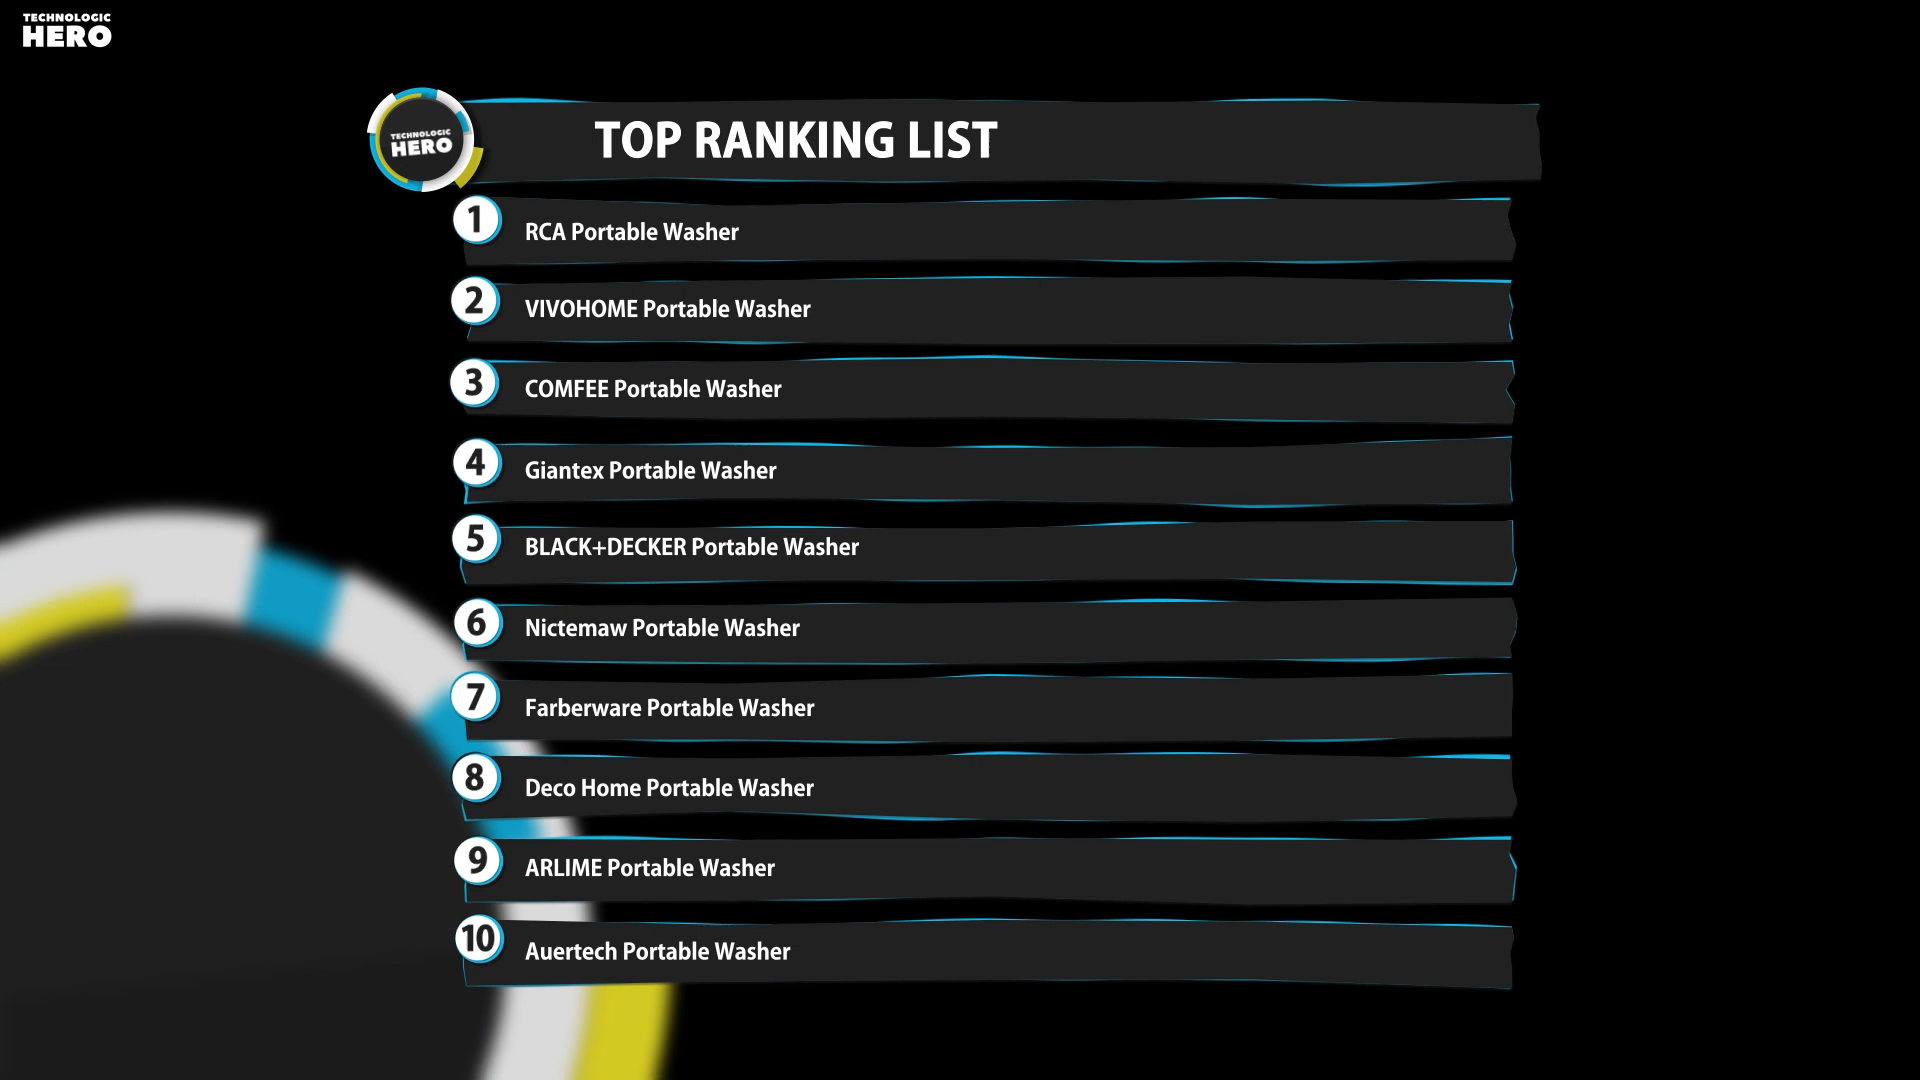 TECHNOLOGIC
HERO
TECHNOLOGIC
HERO
TOP RANKING LIST
1 RCA Portable Washer
2 VIVOHOME Portable Washer
3 COMFEE Portable Washer
4 Giantex Portable Washer
5 BLACK+DECKER Portable Washer
6 Nictemaw Portable Washer
7 Farberware Portable Washer
8 Deco Home Portable Washer
9 ARLIME Portable Washer
10 Auertech Portable Washer